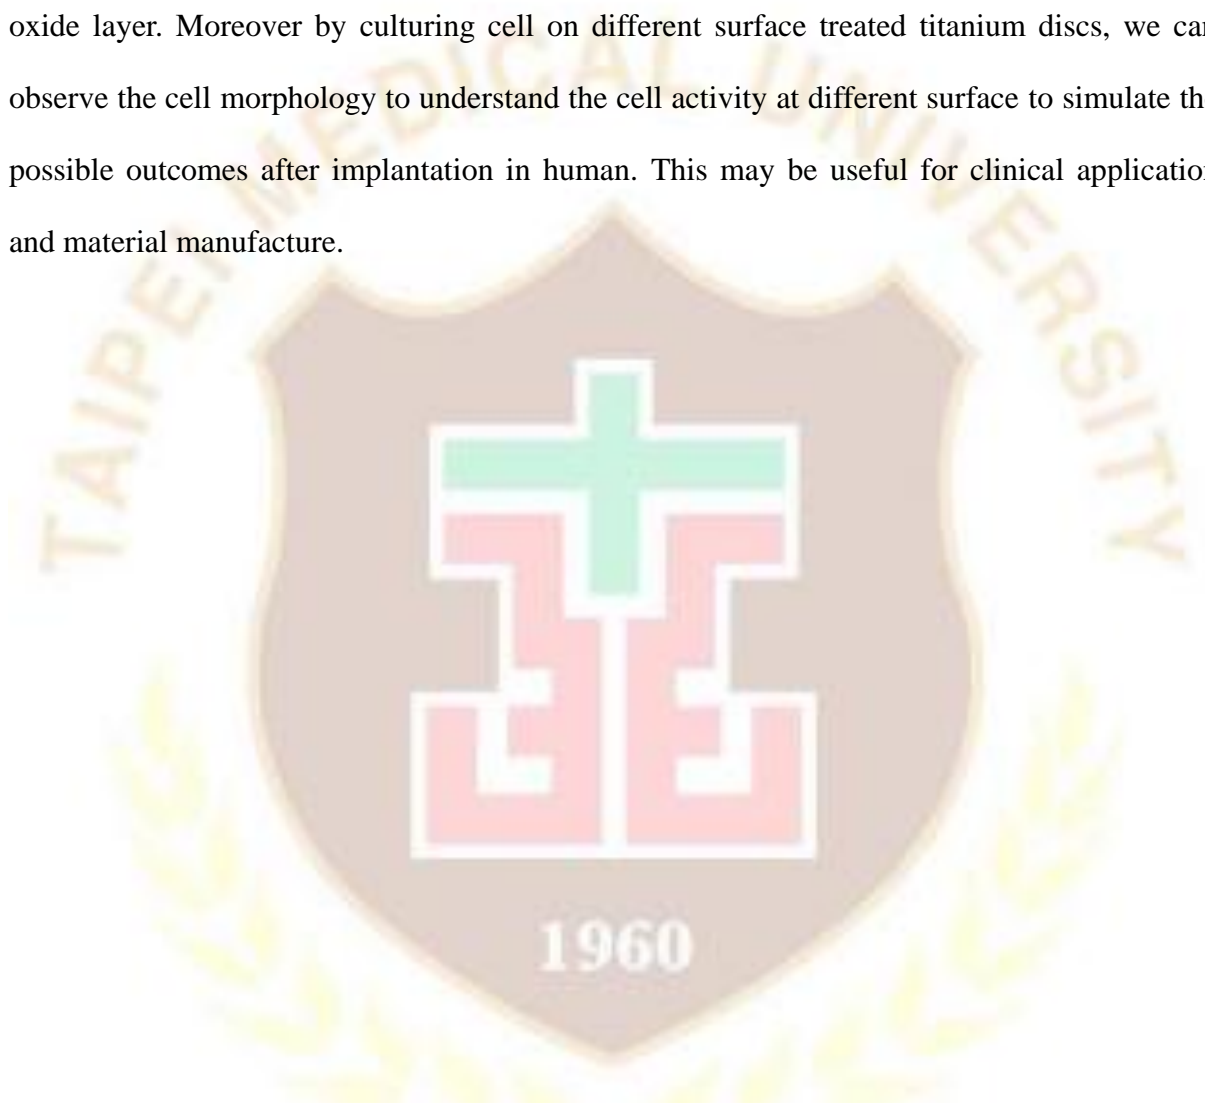 oxide layer. Moreover by culturing cell on different surface treated titanium discs, we can
observe the cell morphology to understand the cell activity at different surface to simulate th
possible outcomes after implantation in human. This may be useful for clinical application
and material manufacture.
TAIPEI MEDICAL UNIVERSITY
1960